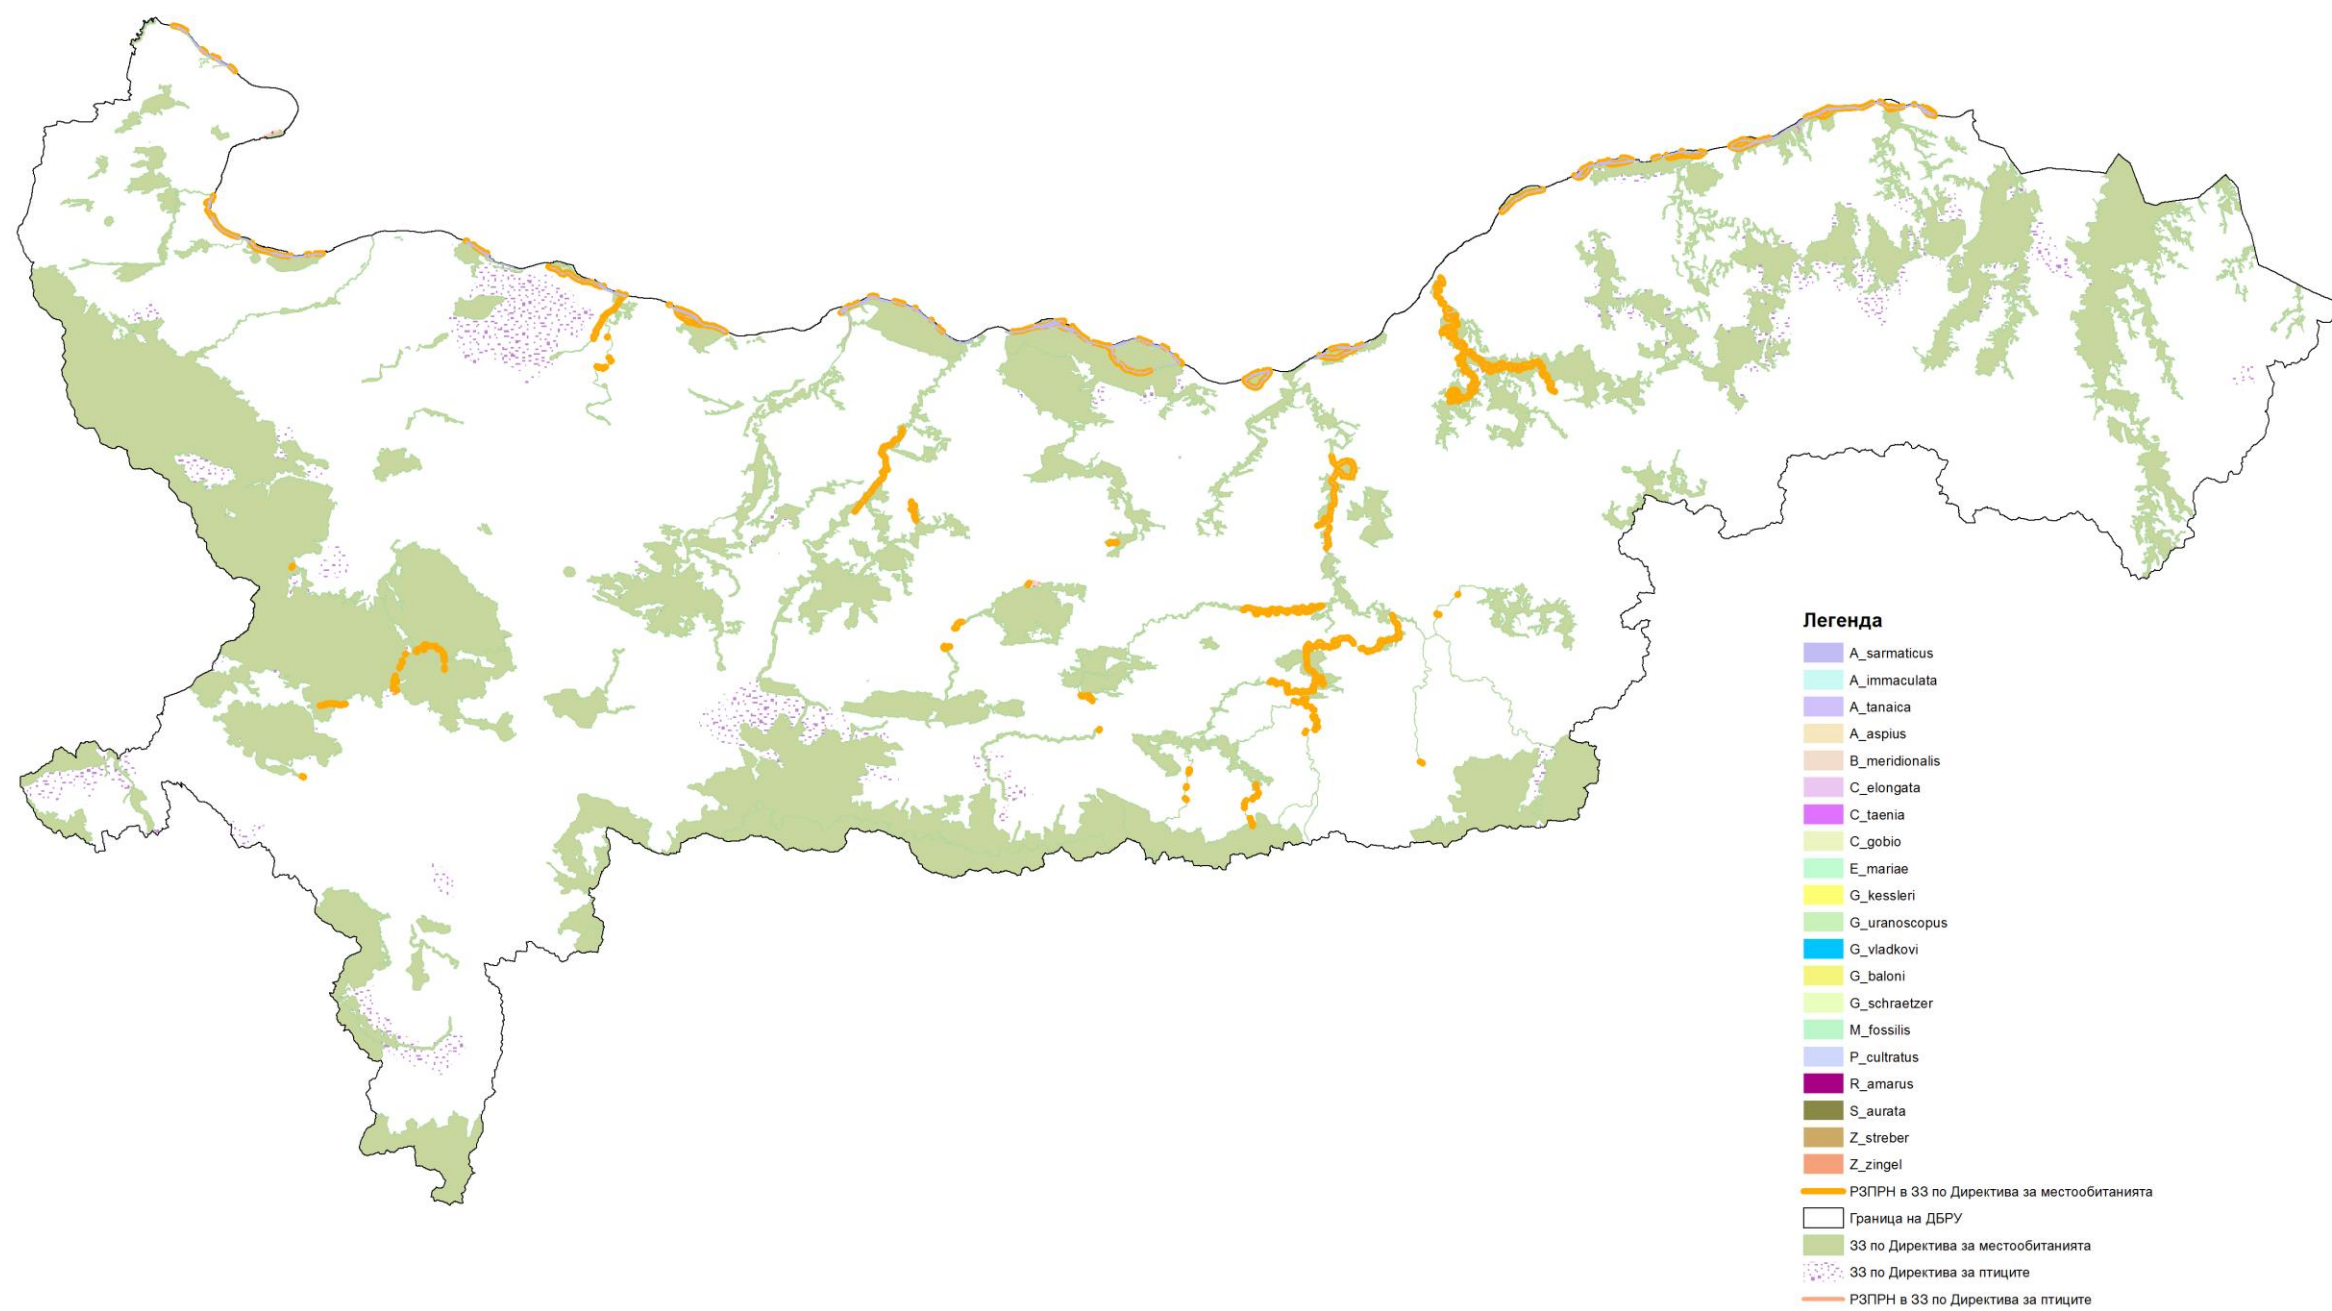 Легенда
A_sarmaticus
A_immaculata
A_tanaica
A_aspius
B_meridionalis
C_elongata
C_taenia
C_gobio
E_mariae
G_kessleri
G_uranoscopus
G_vladkovi
G_baloni
G_schraetzer
M_fossilis
P_cultratus
R_amarus
S_aurata
Z_streber
Z_zingel
РЗПРН в ЗЗ по Директива за местообитанията
Граница на ДБРУ
ЗЗ по Директива за местообитанията
ЗЗ по Директива за птиците
РЗПРН в ЗЗ по Директива за птиците